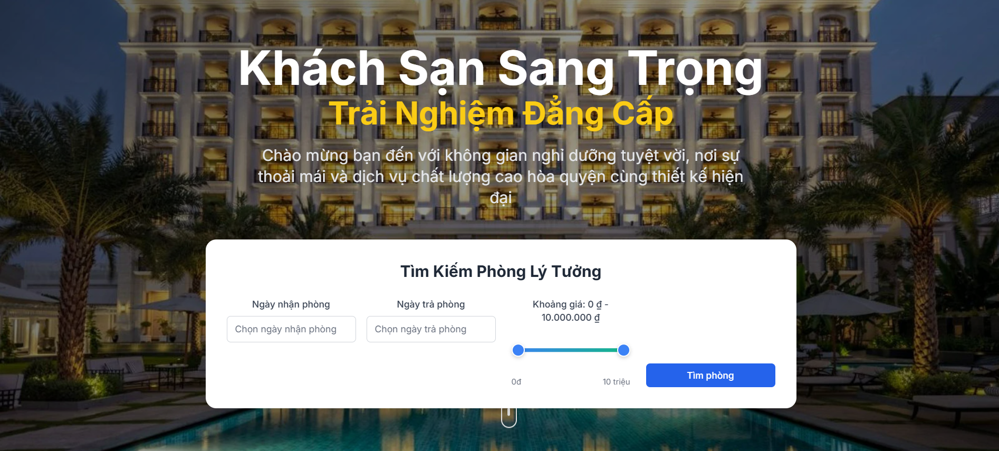 Khách Sạn Sang Trọng
Trải Nghiệm Đẳng Cấp
Chào mừng bạn đến với không gian nghỉ dưỡng tuyệt vời, nơi sự
thoải mái và dịch vụ chất lượng cao hòa quyện cùng thiết kế hiện
đại
Tìm Kiếm Phòng Lý Tưởng
Ngày nhận phòng
Chọn ngày nhận phòng
Ngày trả phòng
Chọn ngày trả phòng
Khoảng giá: 0 ₫ -
10.000.000 ₫
0đ
10 triệu
Tìm phòng